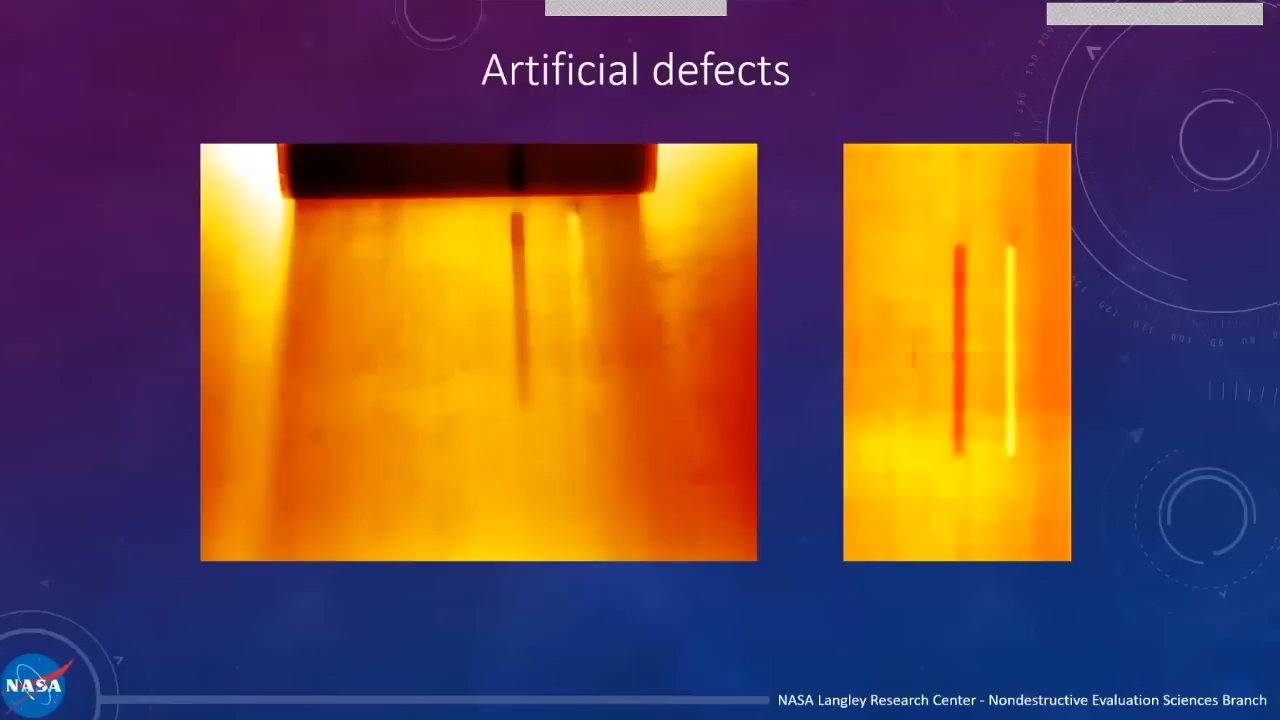 Artificial defects
NASA
NASA Langley Research Center - Nondestructive Evaluation Sciences Branch